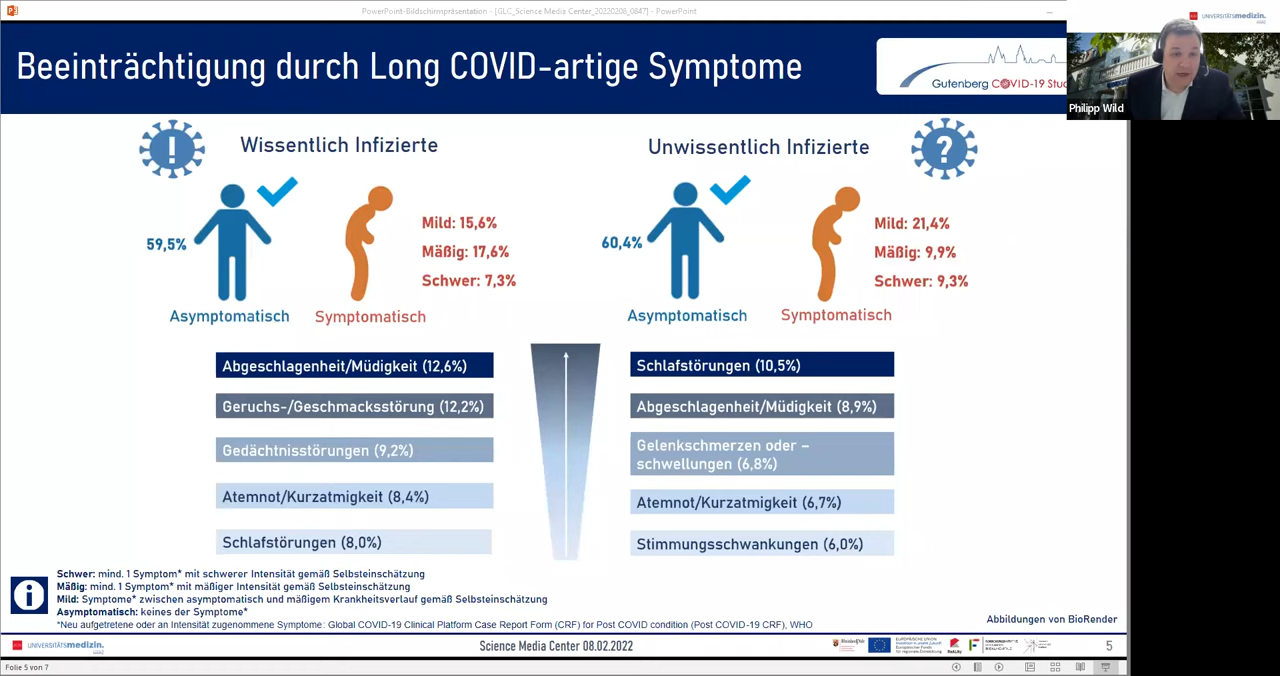 PowerPoint-Bildschirmpräsentation - [GLC_Science Media Center_20220208_0847] - PowerPoint
UNIVERSITÄTSmedizin.
Beeinträchtigung durch Long COVID-artige Symptome
Gutenberg COVID-19 Stud
Philipp Wild
! Wissentlich Infizierte
Unwissentlich Infizierte ?
59,5%
Mild: 15,6%
Mäßig: 17,6%
Schwer: 7,3%
Asymptomatisch Symptomatisch
60,4%
Mild: 21,4%
Mäßig: 9,9%
Schwer: 9,3%
Asymptomatisch Symptomatisch
Abgeschlagenheit/Müdigkeit (12,6%)
Geruchs-/Geschmacksstörung (12,2%)
Gedächtnisstörungen (9,2%)
Atemnot/Kurzatmigkeit (8,4%)
Schlafstörungen (8,0%)
Schlafstörungen (10,5%)
Abgeschlagenheit/Müdigkeit (8,9%)
Gelenkschmerzen oder –
schwellungen (6,8%)
Atemnot/Kurzatmigkeit (6,7%)
Stimmungsschwankungen (6,0%)
Schwer: mind. 1 Symptom* mit schwerer Intensität gemäß Selbsteinschätzung
Mäßig: mind. 1 Symptom* mit mäßiger Intensität gemäß Selbsteinschätzung
Mild: Symptome* zwischen asymptomatisch und mäßigem Krankheitsverlauf gemäß Selbsteinschätzung
Asymptomatisch: keines der Symptome*
*Neu aufgetretene oder an Intensität zugenommene Symptome: Global COVID-19 Clinical Platform Case Report Form (CRF) for Post COVID condition (Post COVID-19 CRF), WHO
Abbildungen von BioRender
UNIVERSITÄTSmedizin.
Science Media Center 08.02.2022
5
Folie 5 von 7